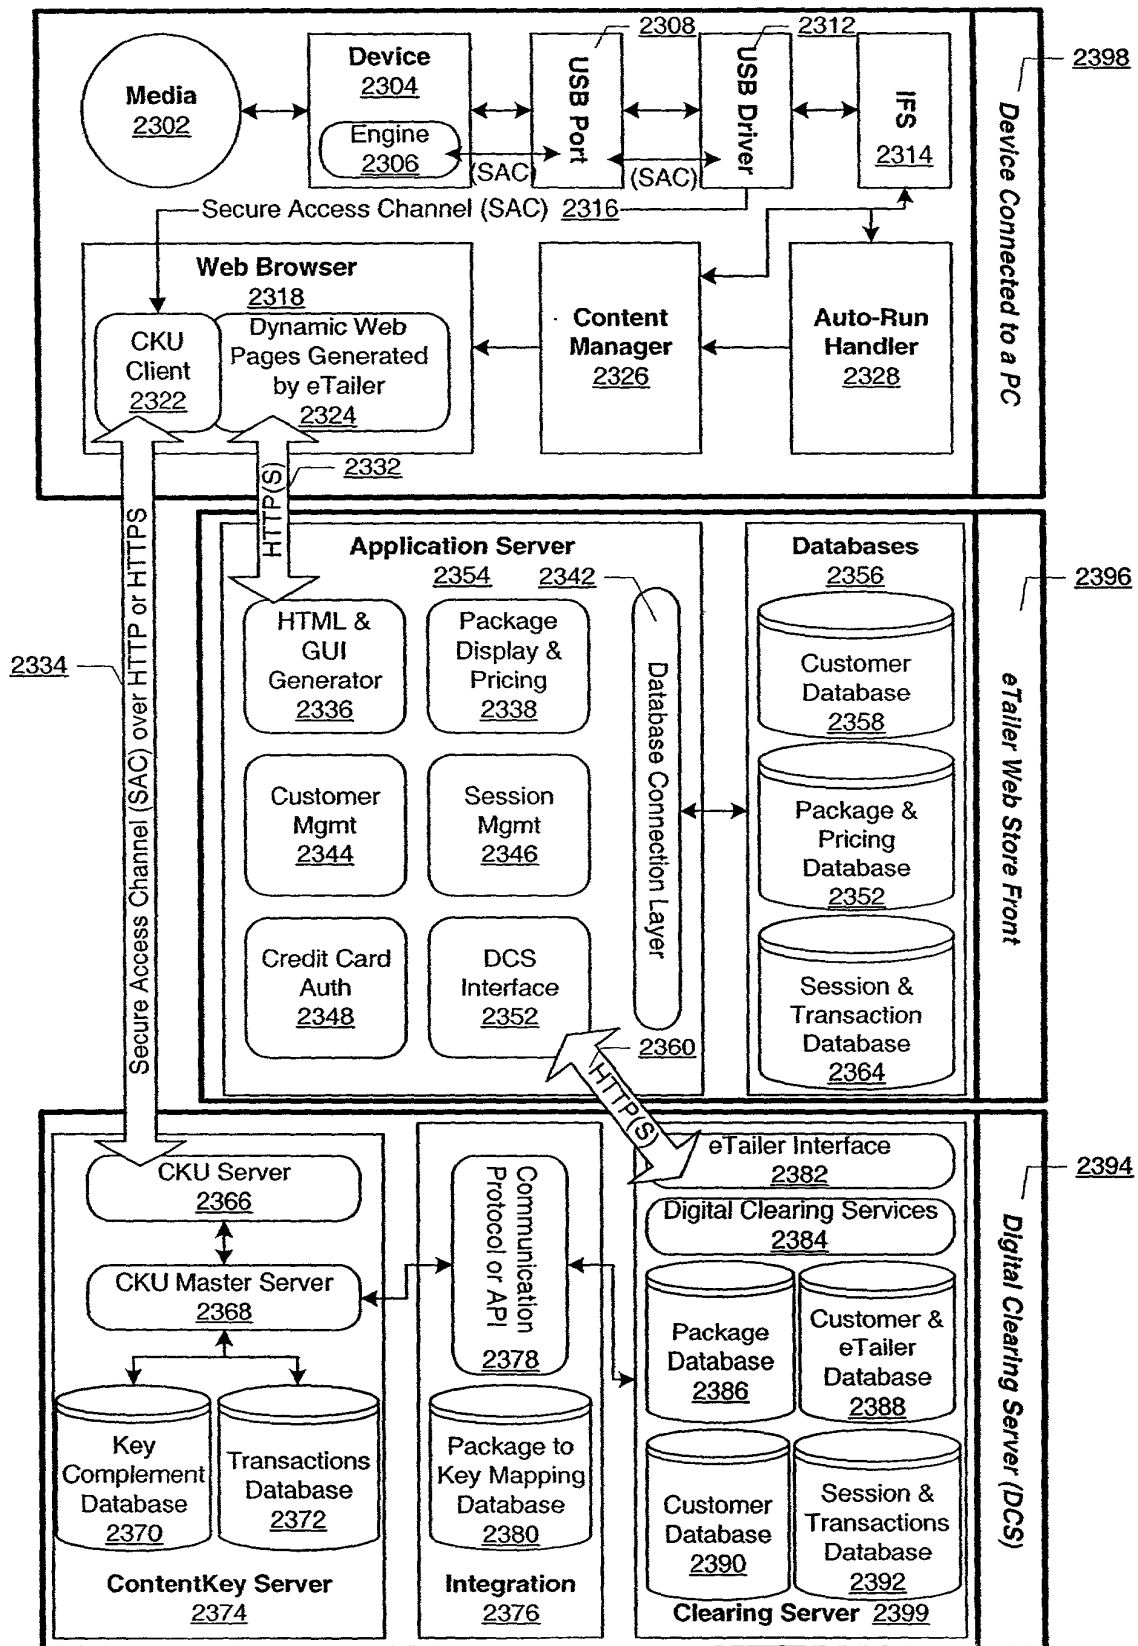 2308
2312
2398
Media
2302
Device
2304
Engine
2306
USB Port
USB Driver
IFS
2314
(SAC)
(SAC)
Secure Access Channel (SAC) 2316
Device Connected to a PC
Web Browser
2318
CKU
Client
2322
Dynamic Web
Pages Generated
by eTailer
2324
Content
Manager
2326
Auto-Run
Handler
2328
2332
HTTP(S)
Secure Access Channel (SAC) over HTTP or HTTPS
2334
Application Server
2354
2342
Databases
2356
2396
HTML &
GUI
Generator
2336
Package
Display &
Pricing
2338
Database Connection Layer
Customer
Database
2358
eTailer Web Store Front
Customer
Mgmt
2344
Session
Mgmt
2346
Package &
Pricing
Database
2352
Credit Card
Auth
2348
DCS
Interface
2352
Session &
Transaction
Database
2364
2360
HTTP(S)
CKU Server
2366
CKU Master Server
2368
Communication
Protocol or API
2378
eTailer Interface
2382
Digital Clearing Services
2384
2394
Package
Database
2386
Customer &
eTailer
Database
2388
Digital Clearing Server (DCS)
Key
Complement
Database
2370
Transactions
Database
2372
Package to
Key Mapping
Database
2380
Customer
Database
2390
Session &
Transactions
Database
2392
ContentKey Server
2374
Integration
2376
Clearing Server 2399